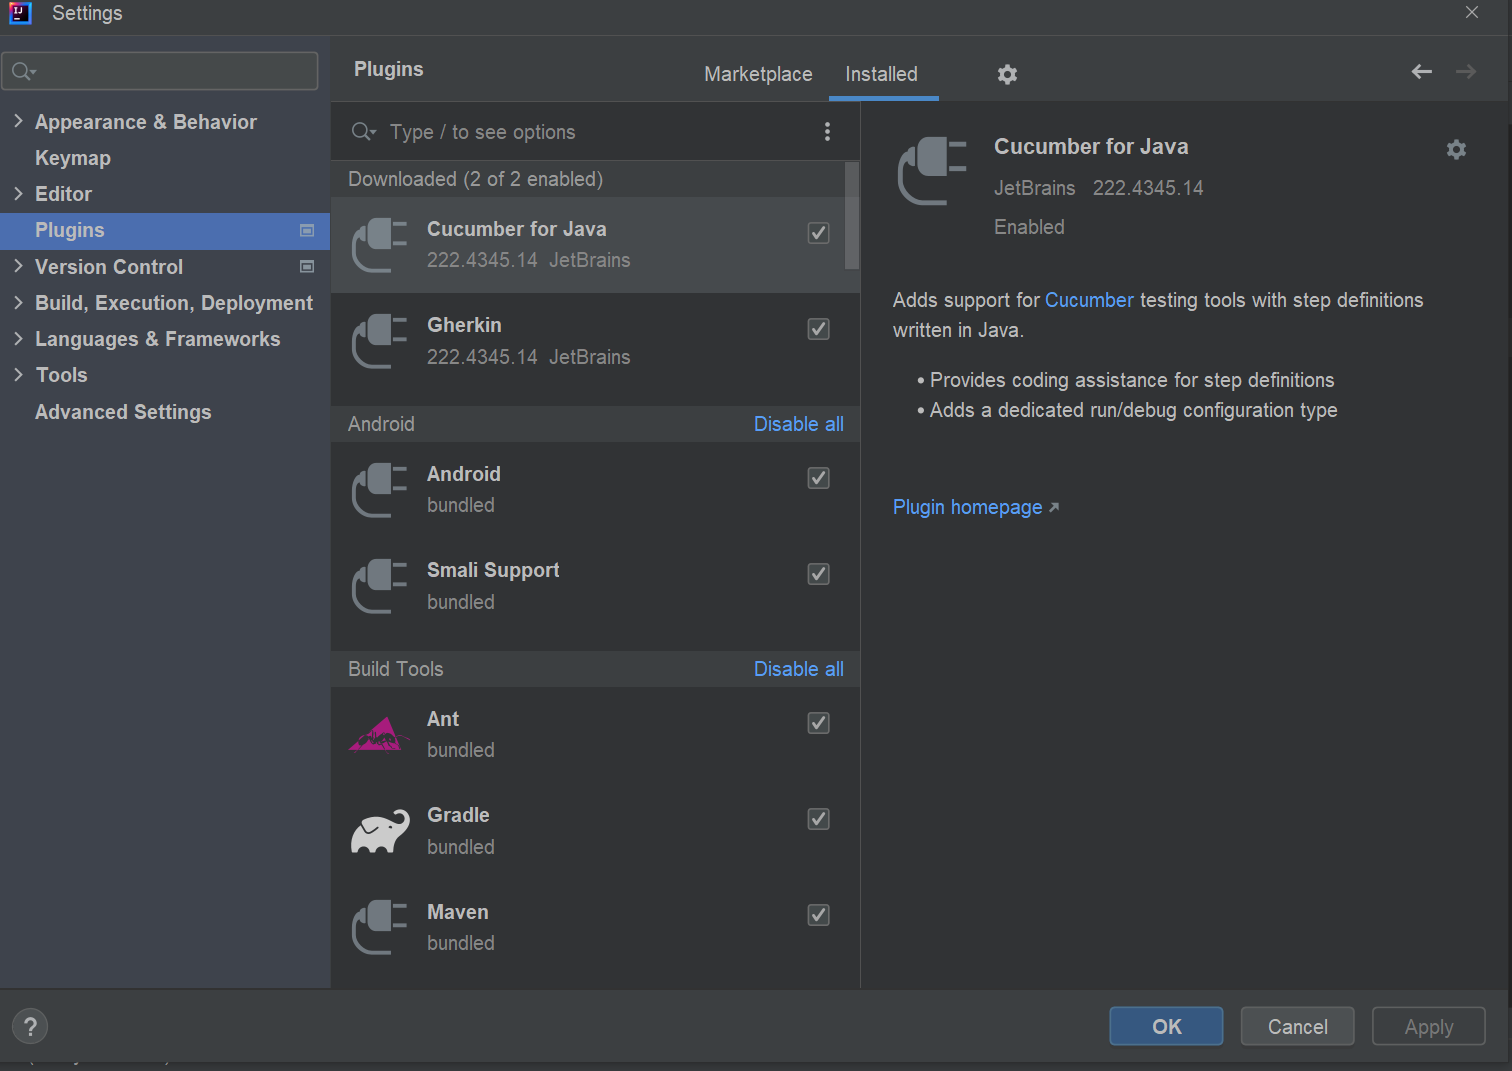 Settings
Appearance & Behavior
Keymap
Editor
Plugins
Version Control
Build, Execution, Deployment
Languages & Frameworks
Tools
Advanced Settings
Plugins
Marketplace
Installed
Type / to see options
Downloaded (2 of 2 enabled)
Cucumber for Java
222.4345.14 JetBrains
Gherkin
222.4345.14 JetBrains
Android Disable all
Android
bundled
Smali Support
bundled
Build Tools Disable all
Ant
bundled
Gradle
bundled
Maven
bundled
Cucumber for Java
JetBrains 222.4345.14
Enabled
Adds support for Cucumber testing tools with step definitions
written in Java.
• Provides coding assistance for step definitions
• Adds a dedicated run/debug configuration type
Plugin homepage
?
OK
Cancel
Apply